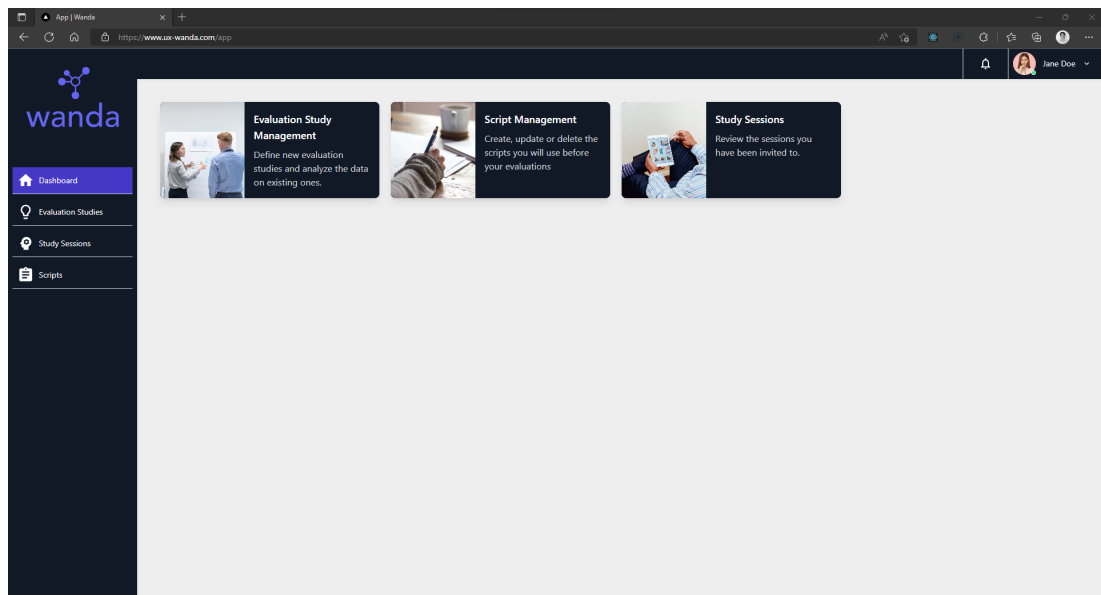 App | Wanda
https://www.ux-wanda.com/app
Jane Doe
wanda
Dashboard
Evaluation Studies
Study Sessions
Scripts
Evaluation Study
Management
Define new evaluation
studies and analyze the data
on existing ones.
Script Management
Create, update or delete the
scripts you will use before
your evaluations
Study Sessions
Review the sessions you
have been invited to.